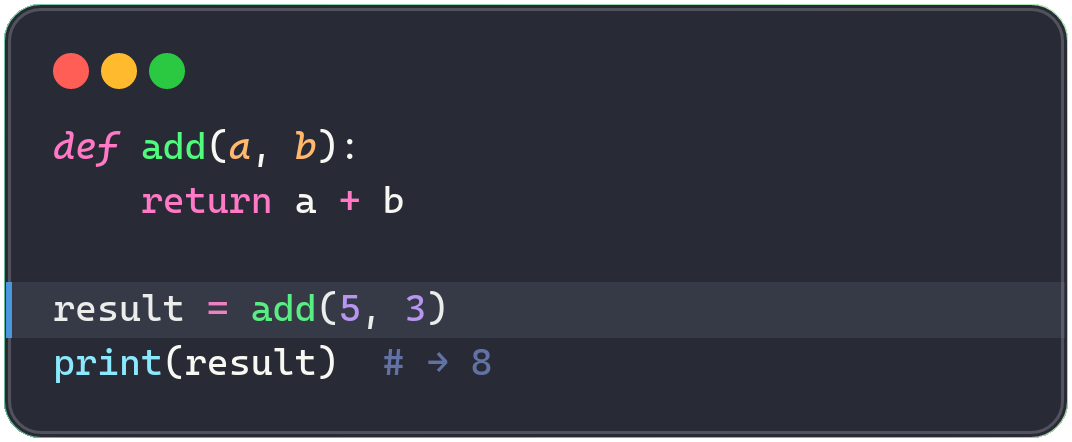 def add(a, b):
    return a + b

result = add(5, 3)
print(result)  # → 8